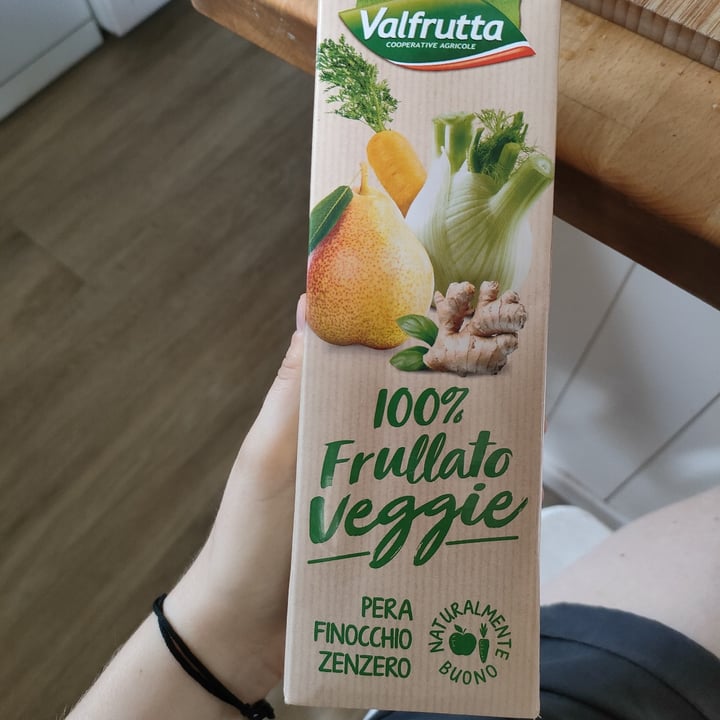 Valfrutta
COOPERATIVE AGRICOLE
100%
Frullato
Veggie
PERA
FINOCCHIO
ZENZERO
NATURALMENTE
BUONO